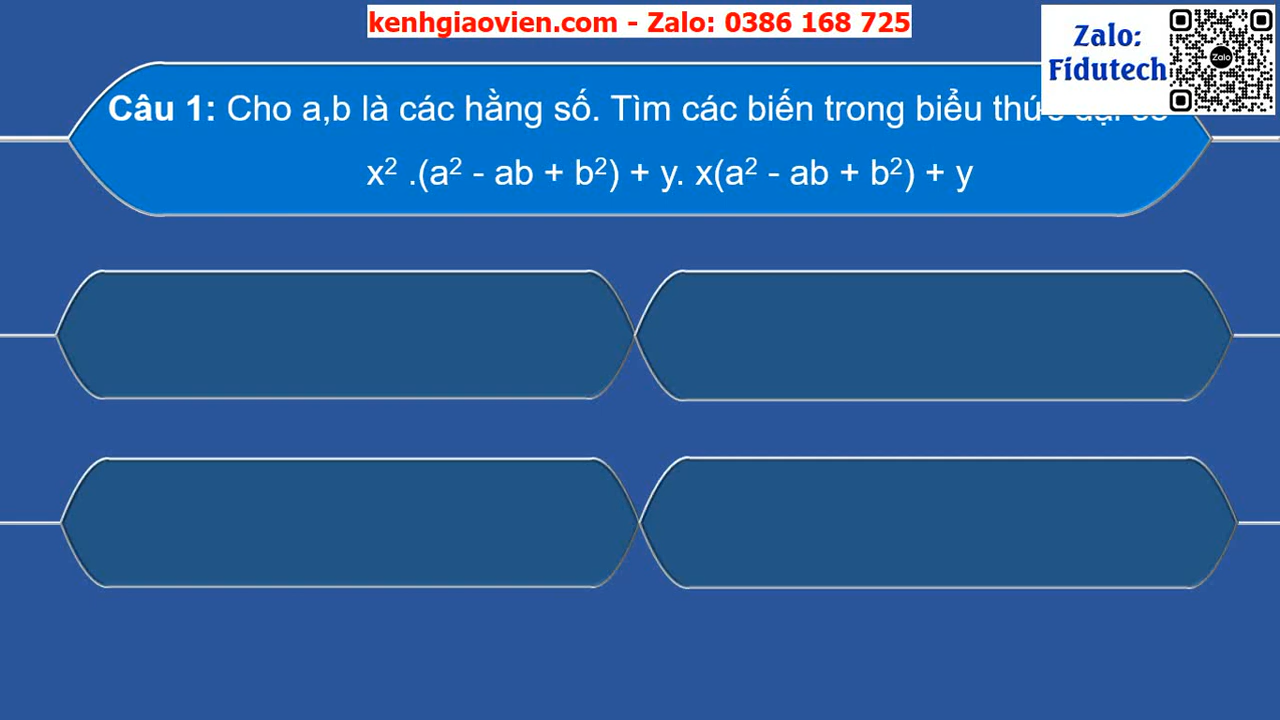 kenhgiaovien.com - Zalo: 0386 168 725
Zalo:
Fidutech
Zalo
Câu 1: Cho a,b là các hằng số. Tìm các biến trong biểu
x² .(a² - ab + b²) + y. x(a² - ab + b²) + y